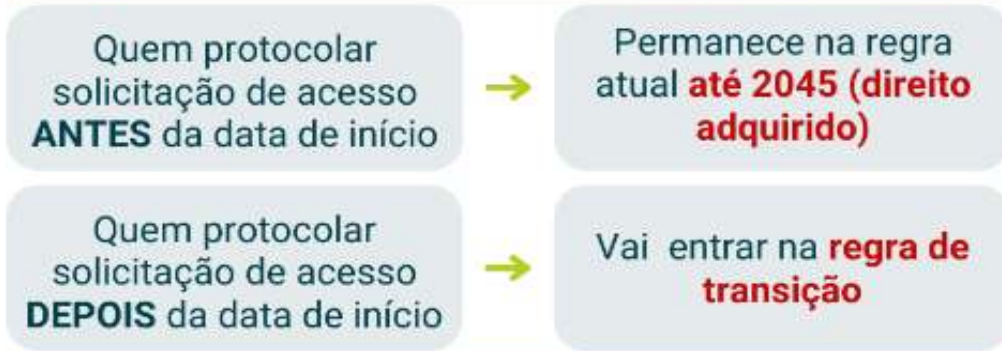 Quem protocolar
solicitação de acesso
ANTES da data de início
Permanece na regra
atual até 2045 (direito
adquirido)
Quem protocolar
solicitação de acesso
DEPOIS da data de início
Vai entrar na regra de
transição